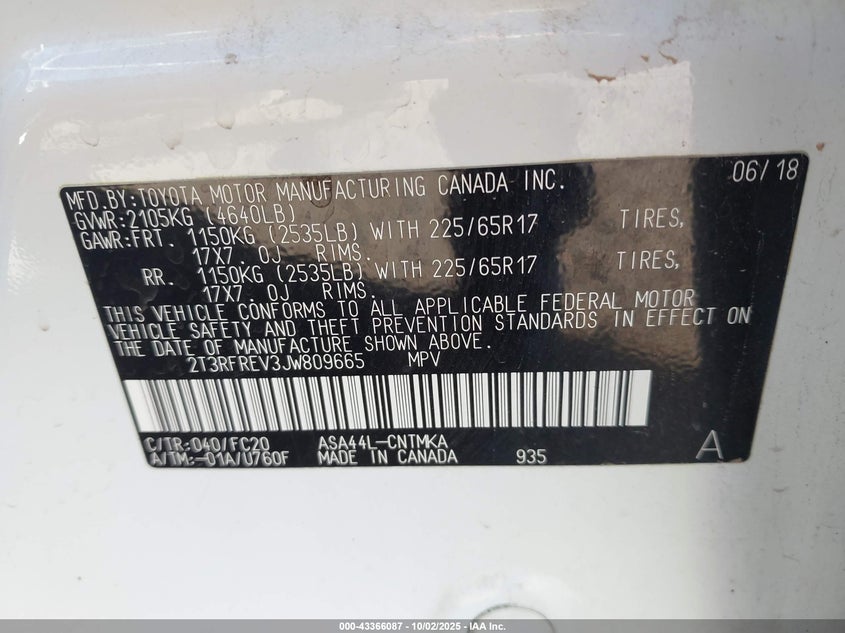 06/18
MFD.BY:TOYOTA MOTOR MANUFACTURING CANADA INC.
GVWR:2105KG (4640LB)
GAWR:FRT. 1150KG (2535LB) WITH 225/65R17 TIRES,
17X7.0J RIMS.
RR. 1150KG (2535LB) WITH 225/65R17 TIRES,
17X7.0J RIMS.
THIS VEHICLE CONFORMS TO ALL APPLICABLE FEDERAL MOTOR
VEHICLE SAFETY AND THEFT PREVENTION STANDARDS IN EFFECT ON
THE DATE OF MANUFACTURE SHOWN ABOVE.
2T3RFREV3JW809665 MPV
C/TR:040/FC20 ASA44L-CNTMKA
A/TM:-01A/U760F MADE IN CANADA 935 A
000-43366087 - 10/02/2025 - IAA Inc.